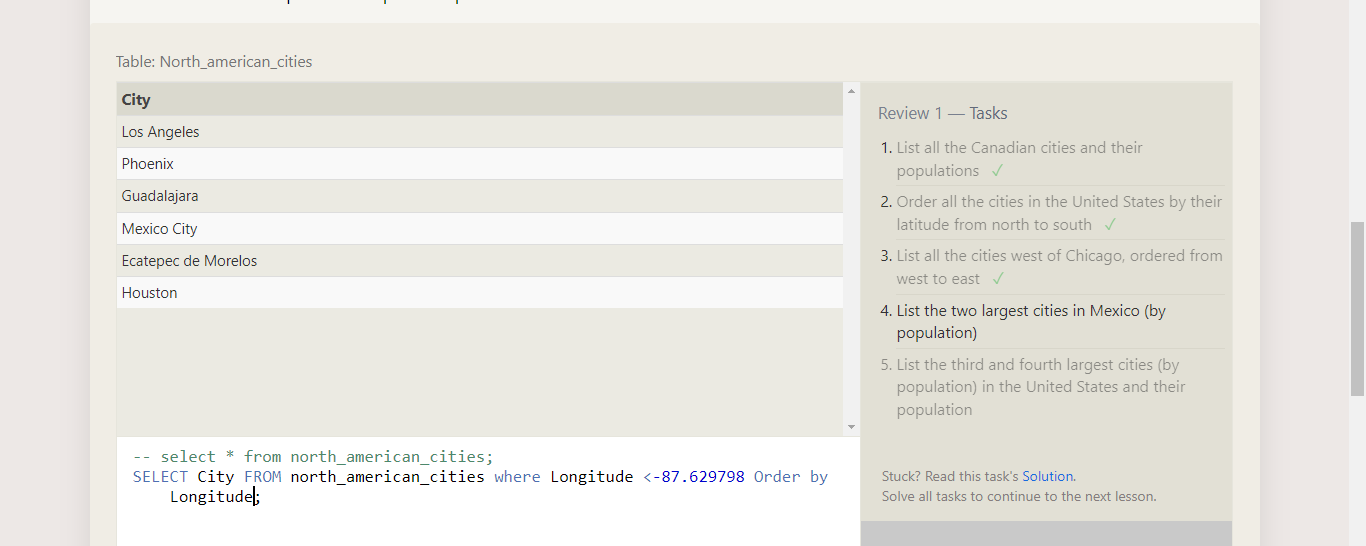 Table: North_american_cities
City
Los Angeles
Phoenix
Guadalajara
Mexico City
Ecatepec de Morelos
Houston
-- select * from north_american_cities;
SELECT City FROM north_american_cities where Longitude <-87.629798 Order by
Longitude;
Review 1 — Tasks
1. List all the Canadian cities and their
populations ✓
2. Order all the cities in the United States by their
latitude from north to south ✓
3. List all the cities west of Chicago, ordered from
west to east ✓
4. List the two largest cities in Mexico (by
population)
5. List the third and fourth largest cities (by
population) in the United States and their
population
Stuck? Read this task's Solution.
Solve all tasks to continue to the next lesson.